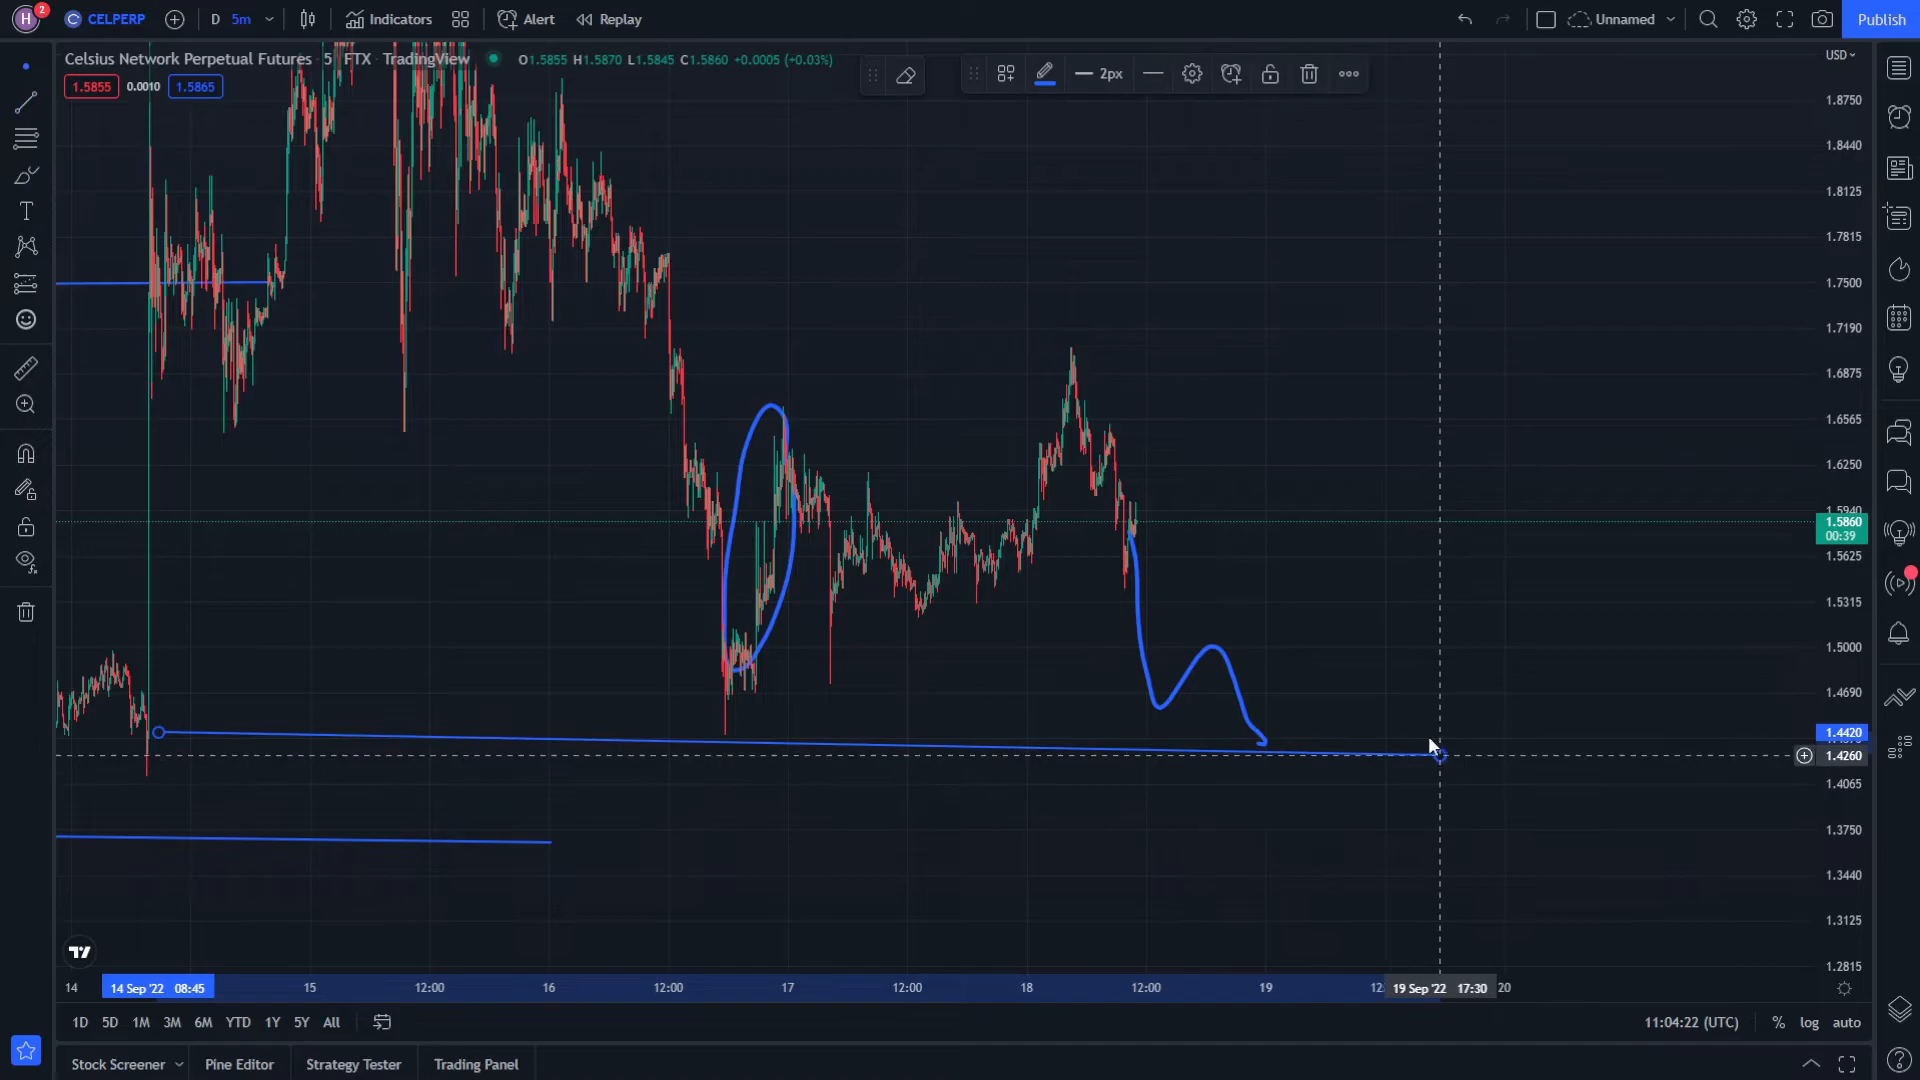 H 2 CELPERP D 5m Indicators Alert Replay Unnamed Publish
Celsius Network Perpetual Futures · 5 · FTX · TradingView O1.5855 H1.5870 L1.5845 C1.5860 +0.0005 (+0.03%)
1.5855 0.0010 1.5865
2px
USD
1.8750
1.8440
1.8125
1.7815
1.7500
1.7190
1.6875
1.6565
1.6250
1.5940
1.5860
00:39
1.5625
1.5315
1.5000
1.4690
1.4420
1.4260
1.4065
1.3750
1.3440
1.3125
1.2815
14 14 Sep '22 08:45 15 12:00 16 12:00 17 12:00 18 12:00 19 12: 19 Sep '22 17:30 20
1D 5D 1M 3M 6M YTD 1Y 5Y All 11:04:22 (UTC) % log auto
Stock Screener Pine Editor Strategy Tester Trading Panel